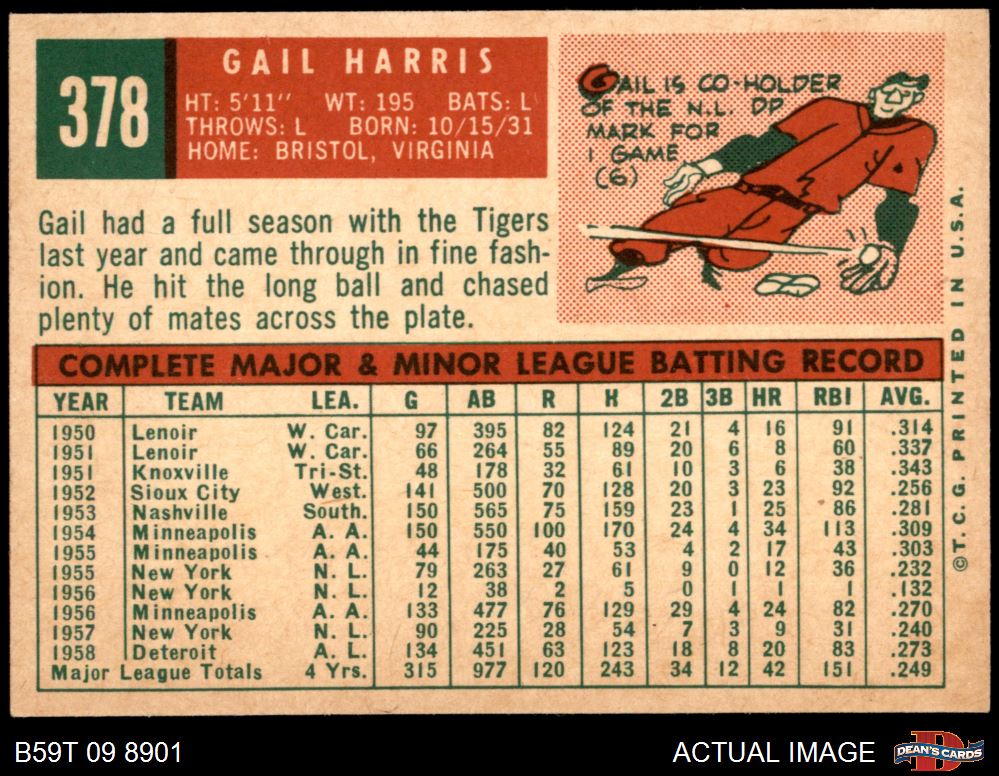 378
GAIL HARRIS
HT: 5'11" WT: 195 BATS: L
THROWS: L BORN: 10/15/31
HOME: BRISTOL, VIRGINIA
GAIL IS CO-HOLDER
OF THE N.L. DP
MARK FOR
1 GAME
(6)
Gail had a full season with the Tigers
last year and came through in fine fash-
ion. He hit the long ball and chased
plenty of mates across the plate.
COMPLETE MAJOR & MINOR LEAGUE BATTING RECORD
YEAR TEAM LEA. G AB R H 2B 3B HR RBI AVG.
1950 Lenoir W. Car. 97 395 82 124 21 4 16 91 .314
1951 Lenoir W. Car. 66 264 55 89 20 6 8 60 .337
1951 Knoxville Tri-St. 48 178 32 61 10 3 6 38 .343
1952 Sioux City West. 141 500 70 128 20 3 23 92 .256
1953 Nashville South. 150 565 75 159 23 1 25 86 .281
1954 Minneapolis A. A. 150 550 100 170 24 4 34 113 .309
1955 Minneapolis A. A. 44 175 40 53 4 2 17 43 .303
1955 New York N. L. 79 263 27 61 9 0 12 36 .232
1956 New York N. L. 12 38 2 5 0 1 1 1 .132
1956 Minneapolis A. A. 133 477 76 129 29 4 24 82 .270
1957 New York N. L. 90 225 28 54 7 3 9 31 .240
1958 Deteroit A. L. 134 451 63 123 18 8 20 83 .273
Major League Totals 4 Yrs. 315 977 120 243 34 12 42 151 .249
©T. C. G. PRINTED IN U.S.A.
B59T 09 8901
ACTUAL IMAGE
DEAN'S CARDS